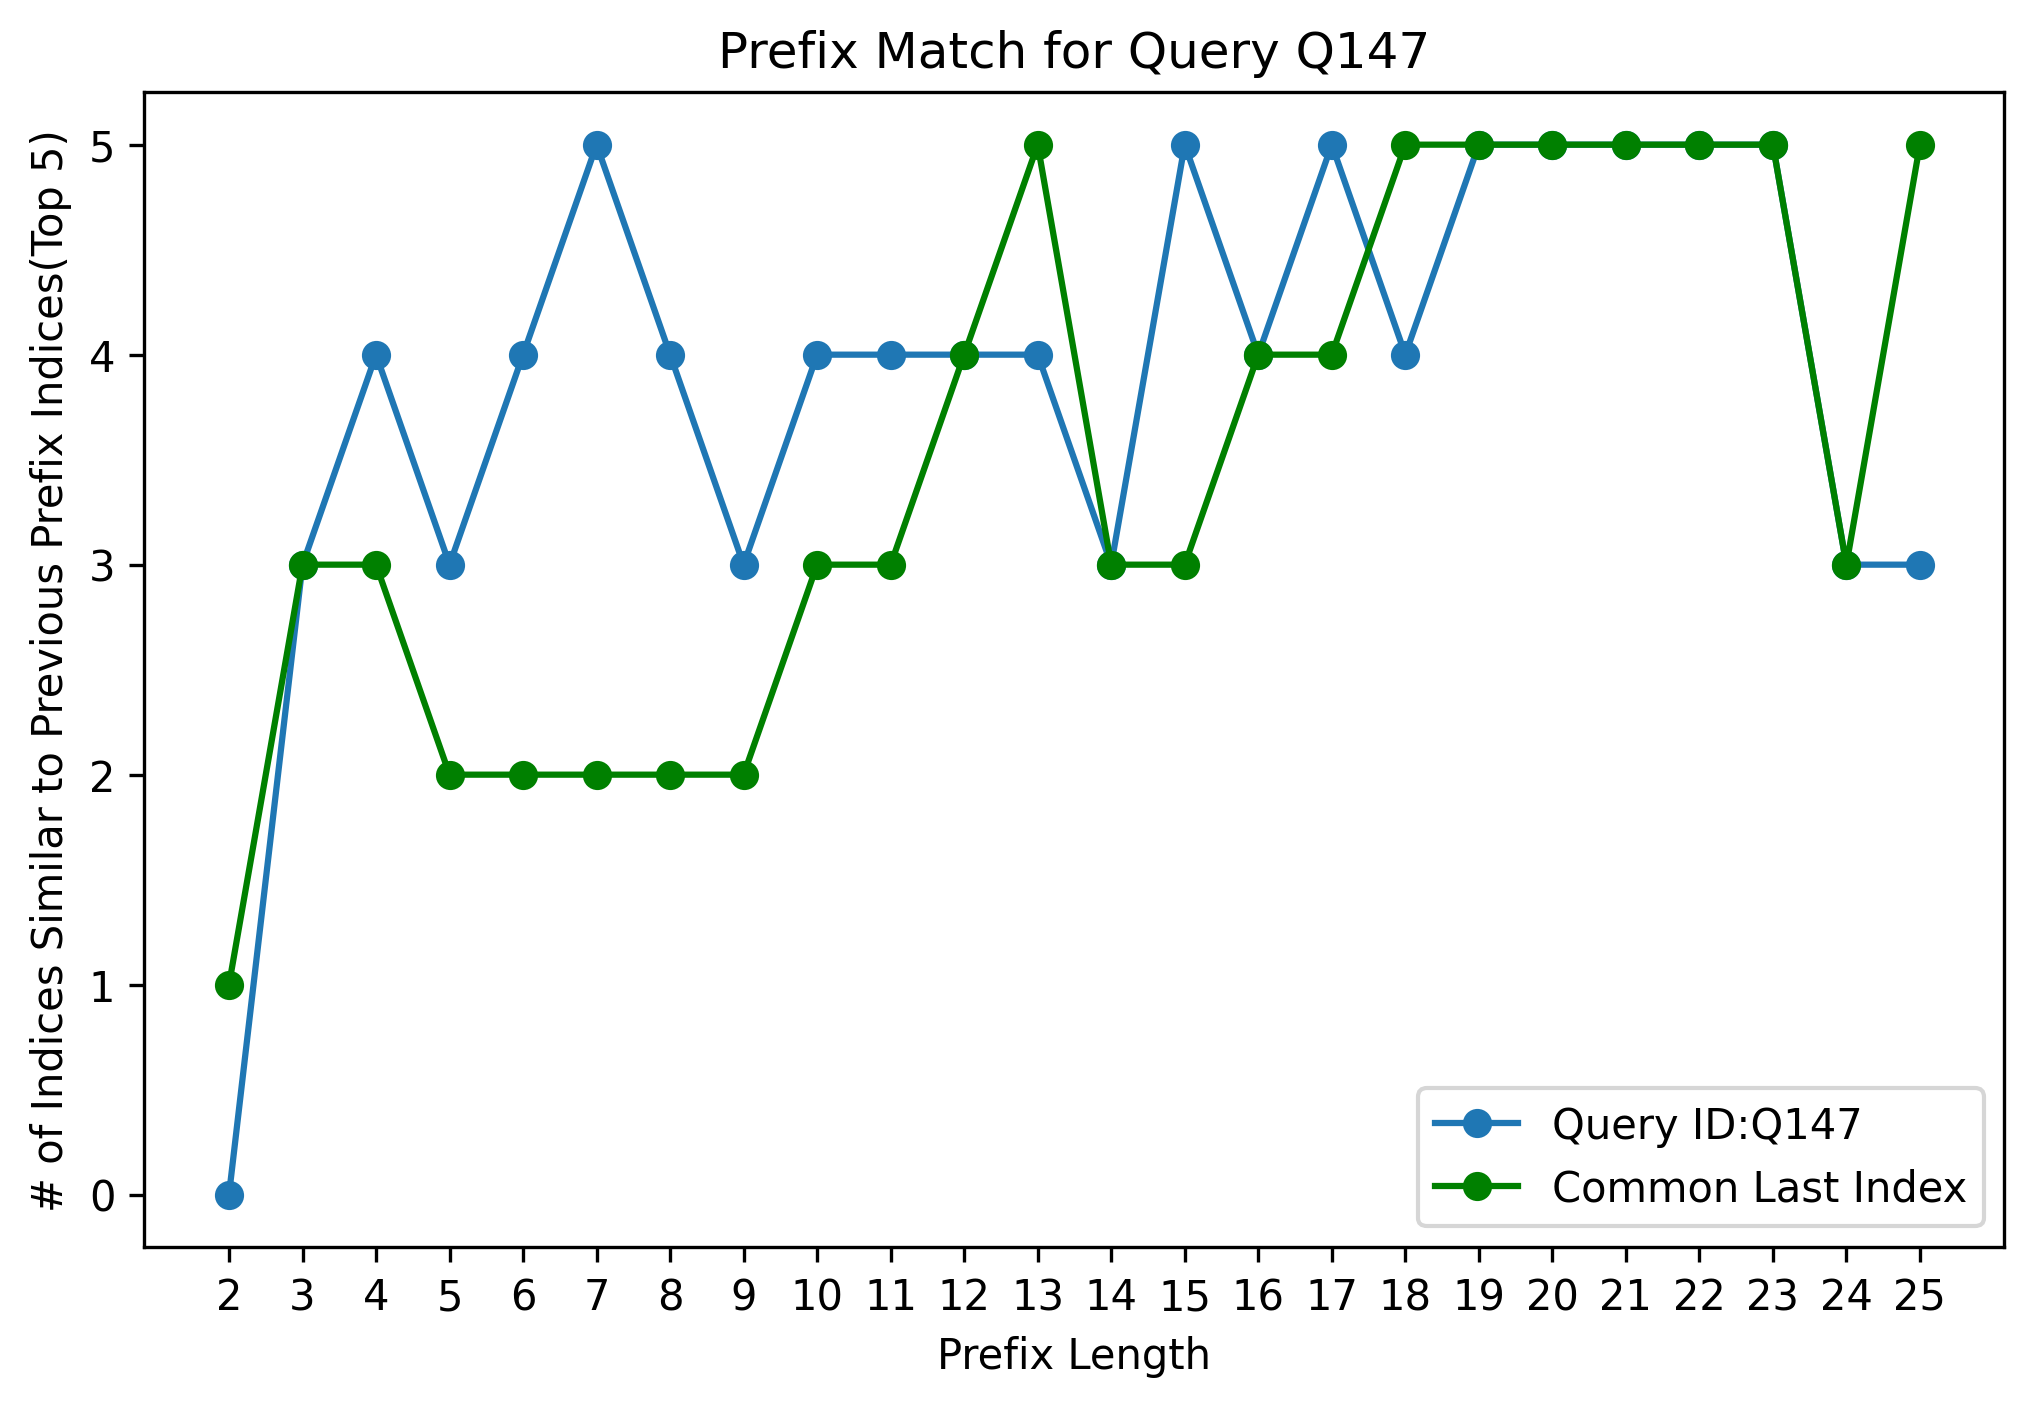 Prefix Match for Query Q147
# of Indices Similar to Previous Prefix Indices(Top 5)
5
4
3
2
1
0
Query ID:Q147
Common Last Index
2 3 4 5 6 7 8 9 10 11 12 13 14 15 16 17 18 19 20 21 22 23 24 25
Prefix Length